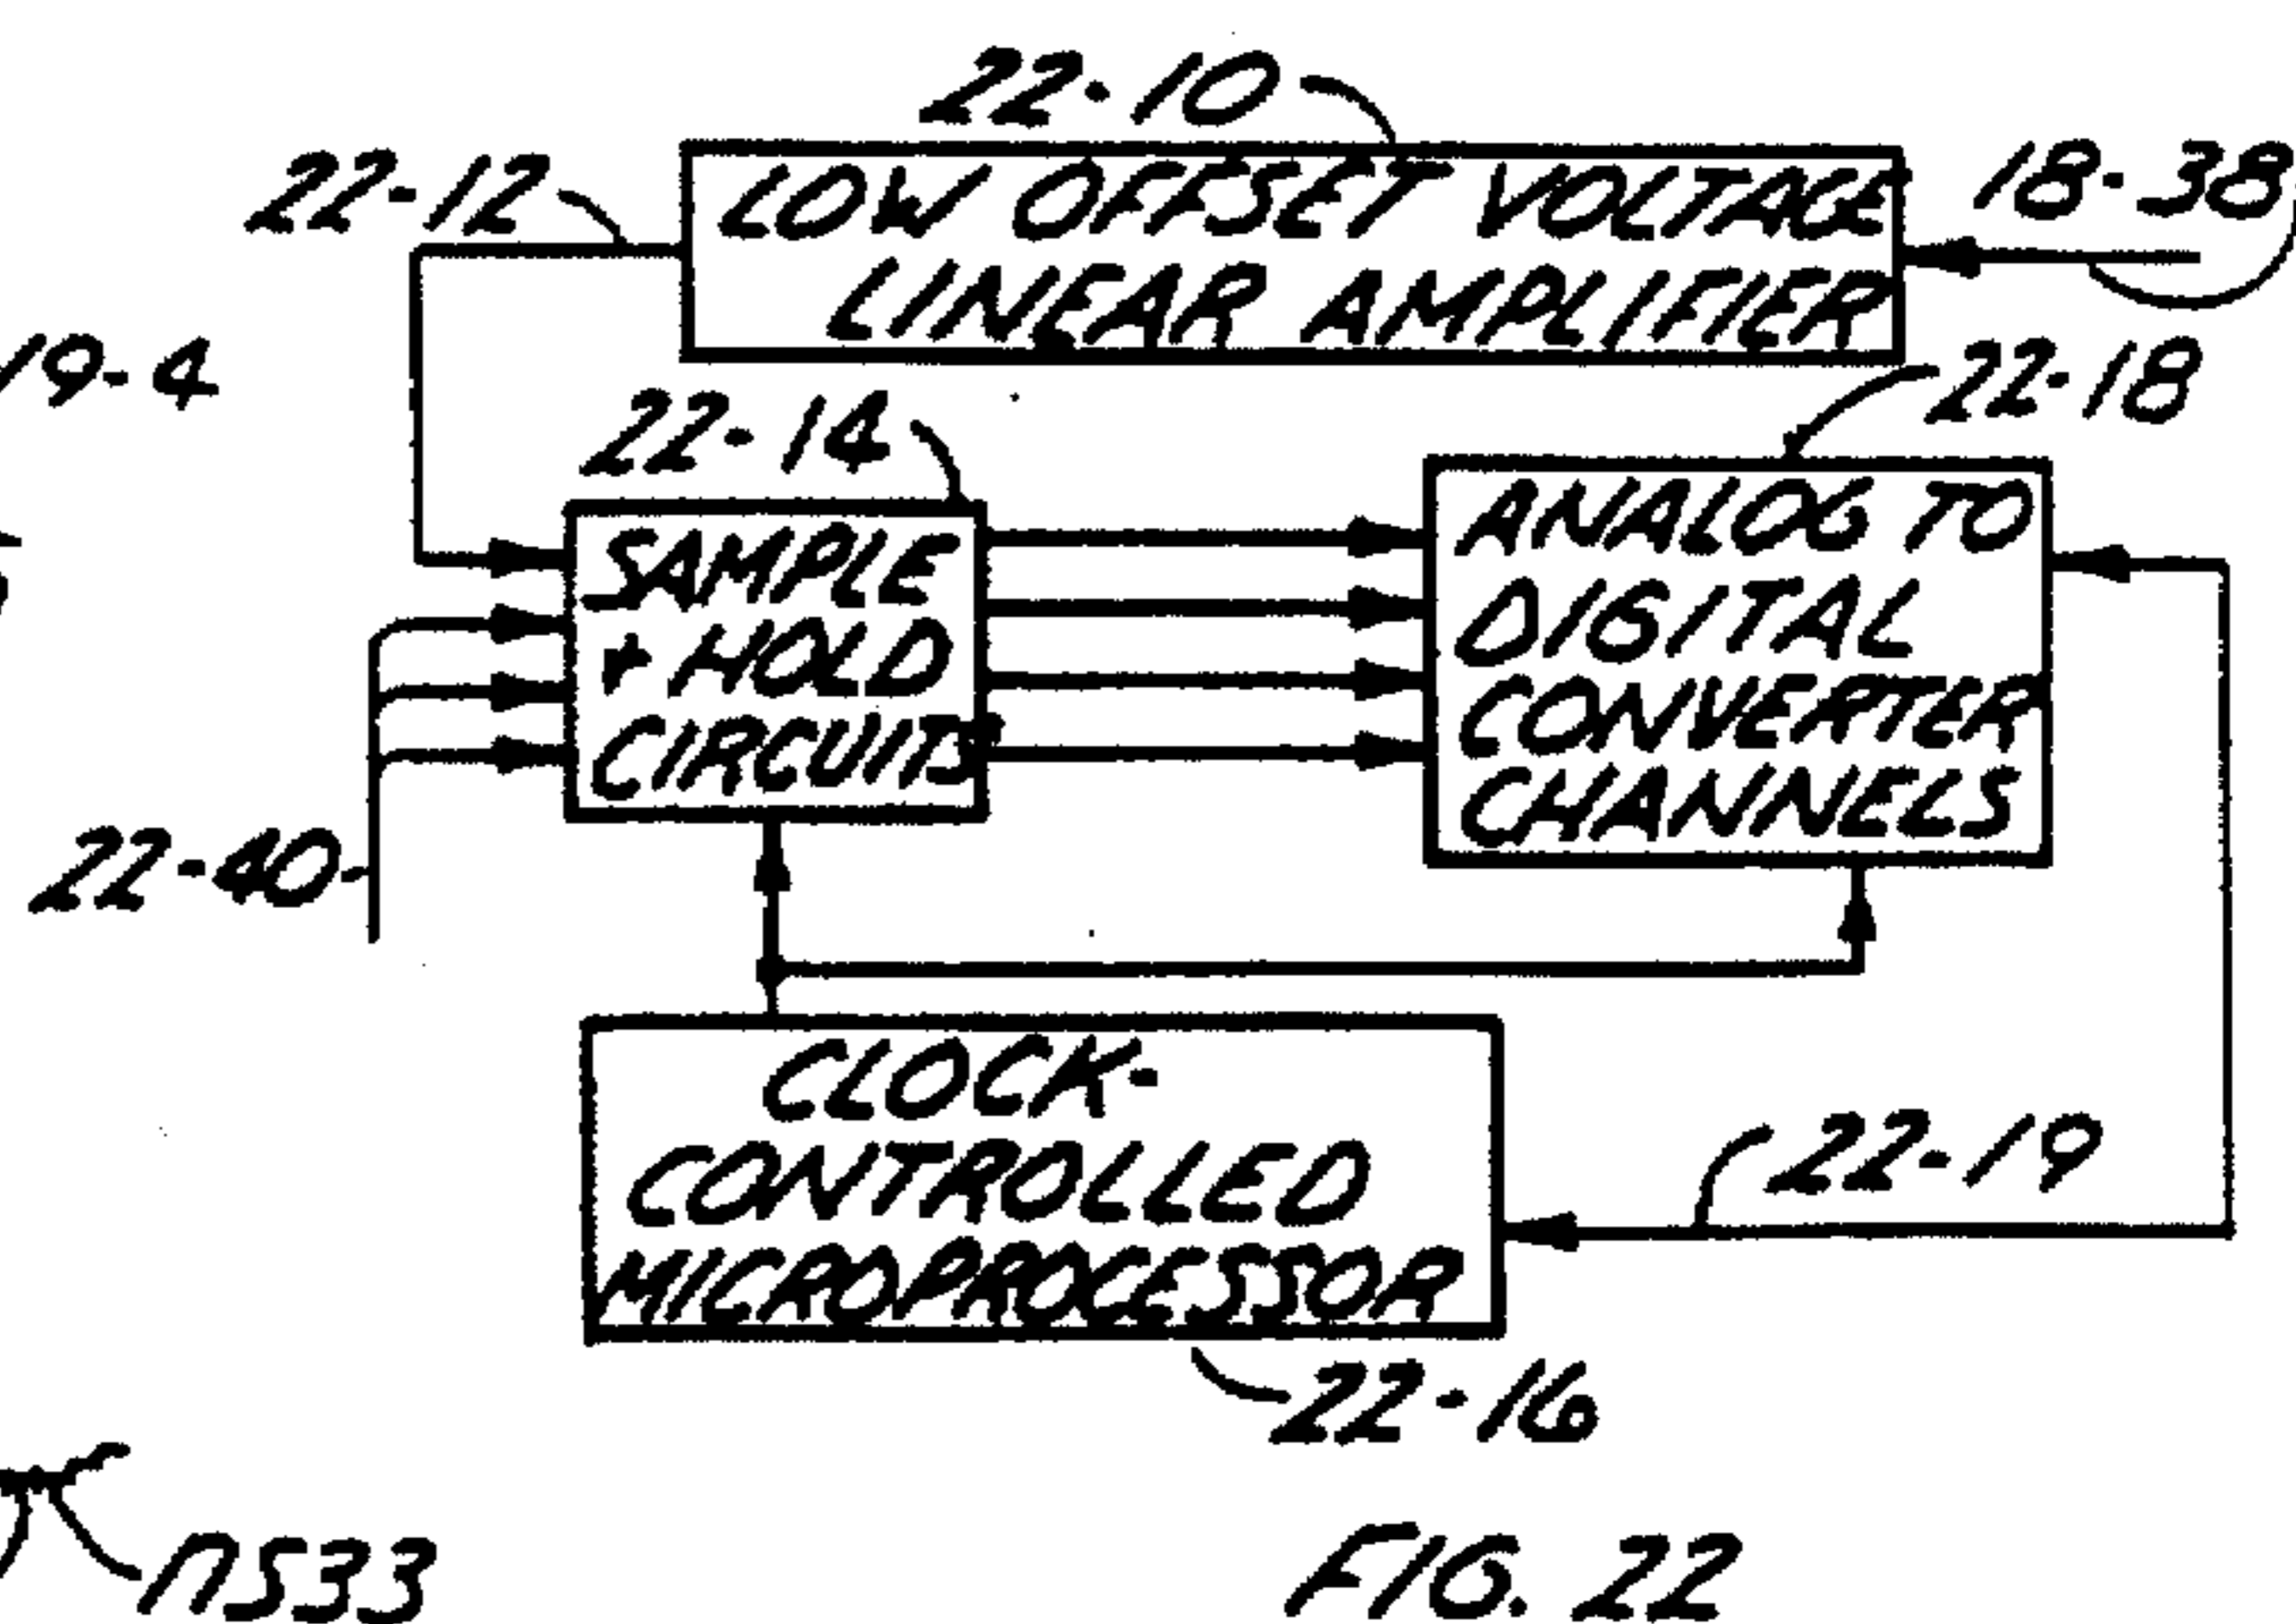 22-10
22-12
LOW OFFSET VOLTAGE
LINEAR AMPLIFIER
18-38
19-4
22-18
22-14
SAMPLE
+ HOLD
CIRCUITS
ANALOG TO
DIGITAL
CONVERTER
CHANNELS
22-40
CLOCK-
CONTROLLED
MICROPROCESSOR
22-19
22-16
NS33
FIG. 22